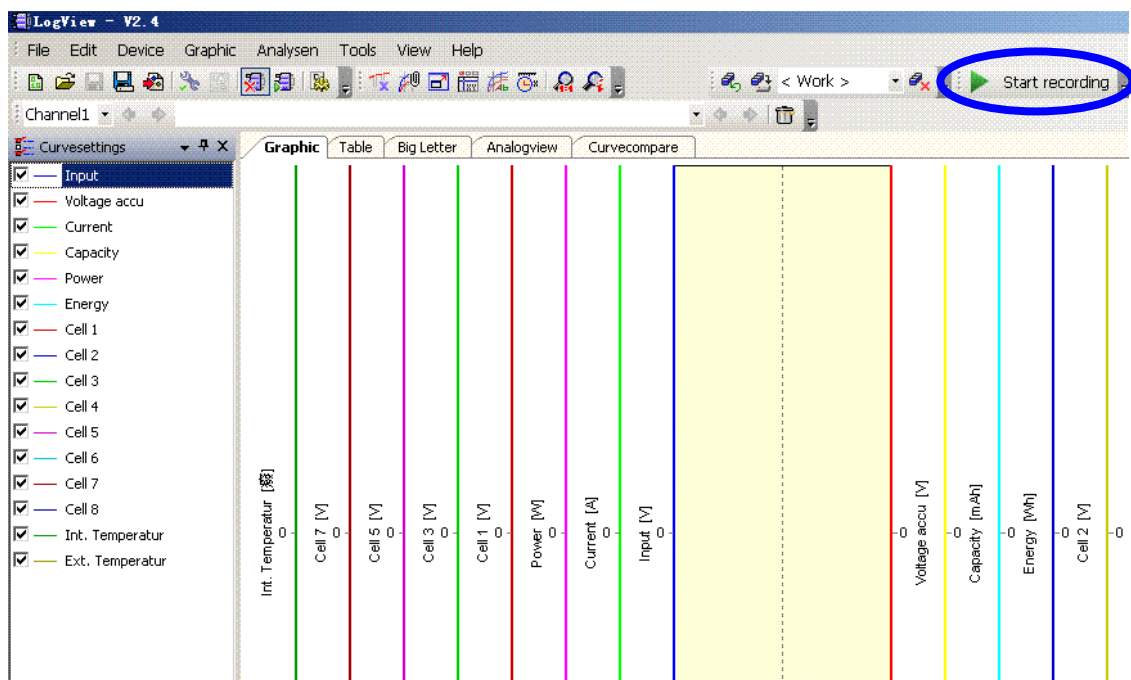 LogView - V2.4
File Edit Device Graphic Analysen Tools View Help
< Work > Start recording
Channel1
Curvesettings
Graphic Table Big Letter Analogview Curvecompare
Input
Voltage accu
Current
Capacity
Power
Energy
Cell 1
Cell 2
Cell 3
Cell 4
Cell 5
Cell 6
Cell 7
Cell 8
Int. Temperatur
Ext. Temperatur
Int. Temperatur
0
Cell 7 [V]
0
Cell 5 [V]
0
Cell 3 [V]
0
Cell 1 [V]
0
Power [W]
0
Current [A]
0
Input [V]
0
0
Voltage accu [V]
0
Capacity [mAh]
0
Energy [Wh]
0
Cell 2 [V]
0